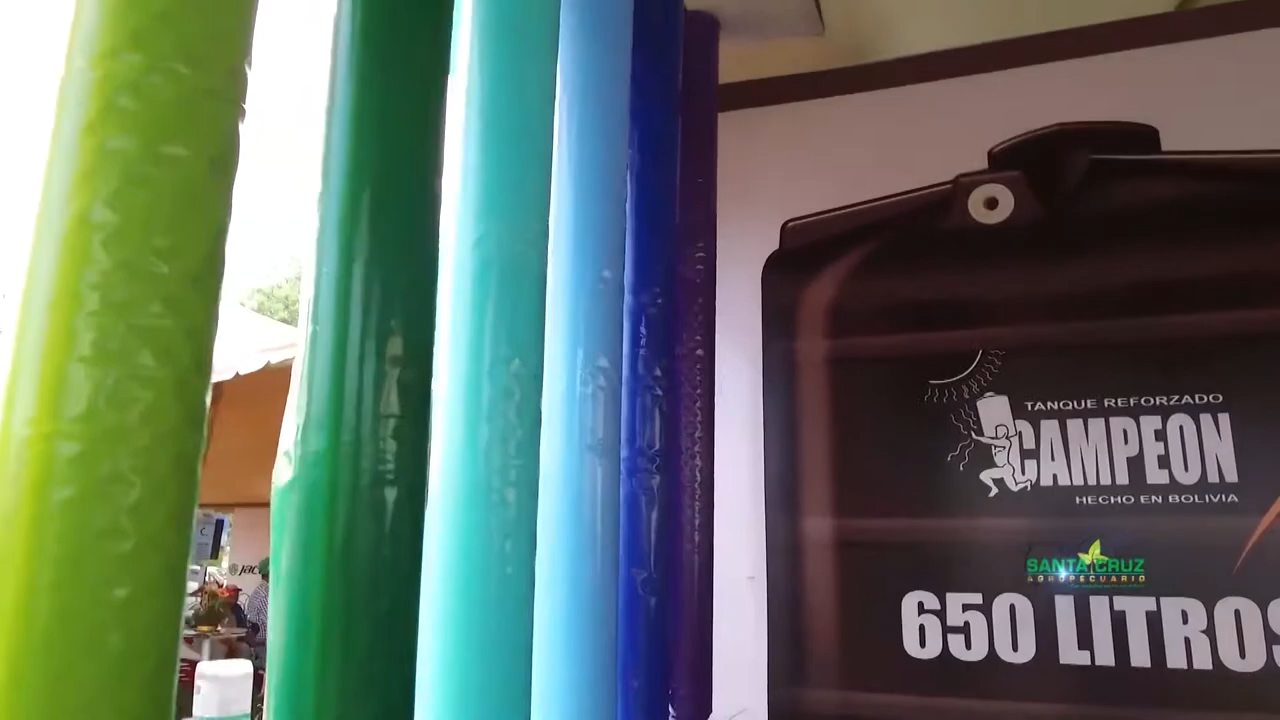 TANQUE REFORZADO
CAMPEON
HECHO EN BOLIVIA
SANTA CRUZ
AGROPECUARIO
650 LITROS